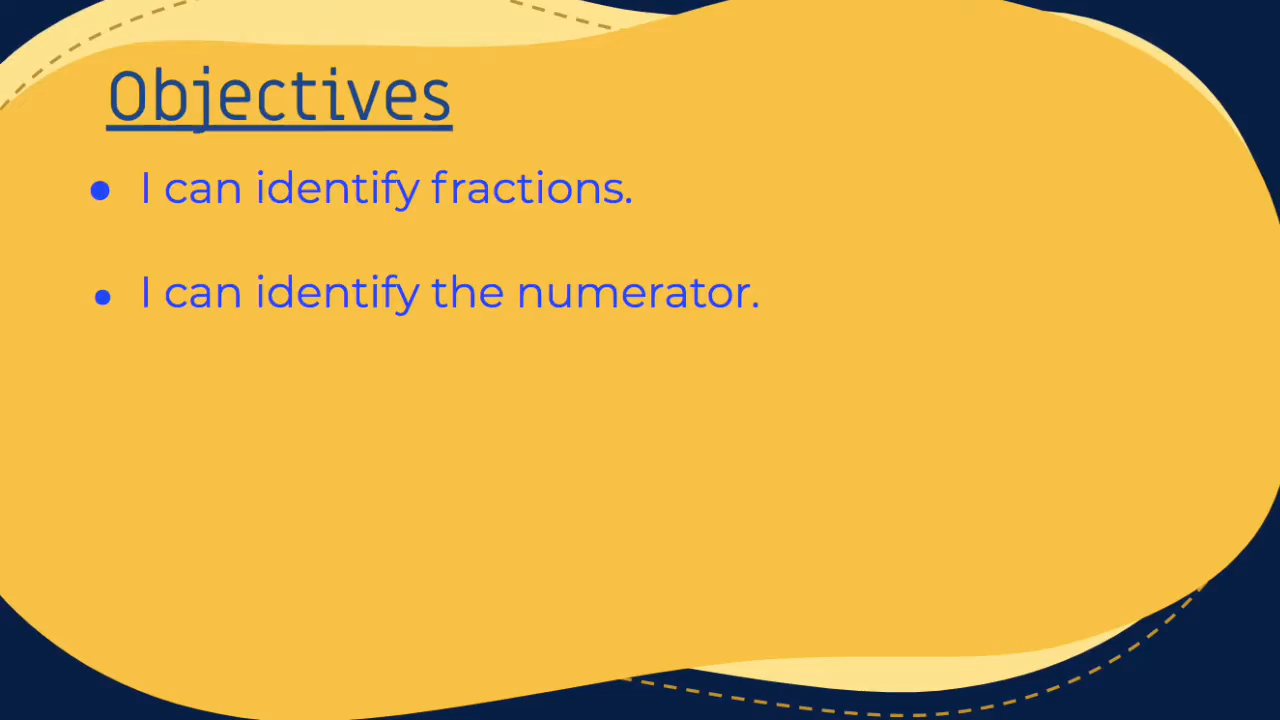 Objectives
● I can identify fractions.
● I can identify the numerator.